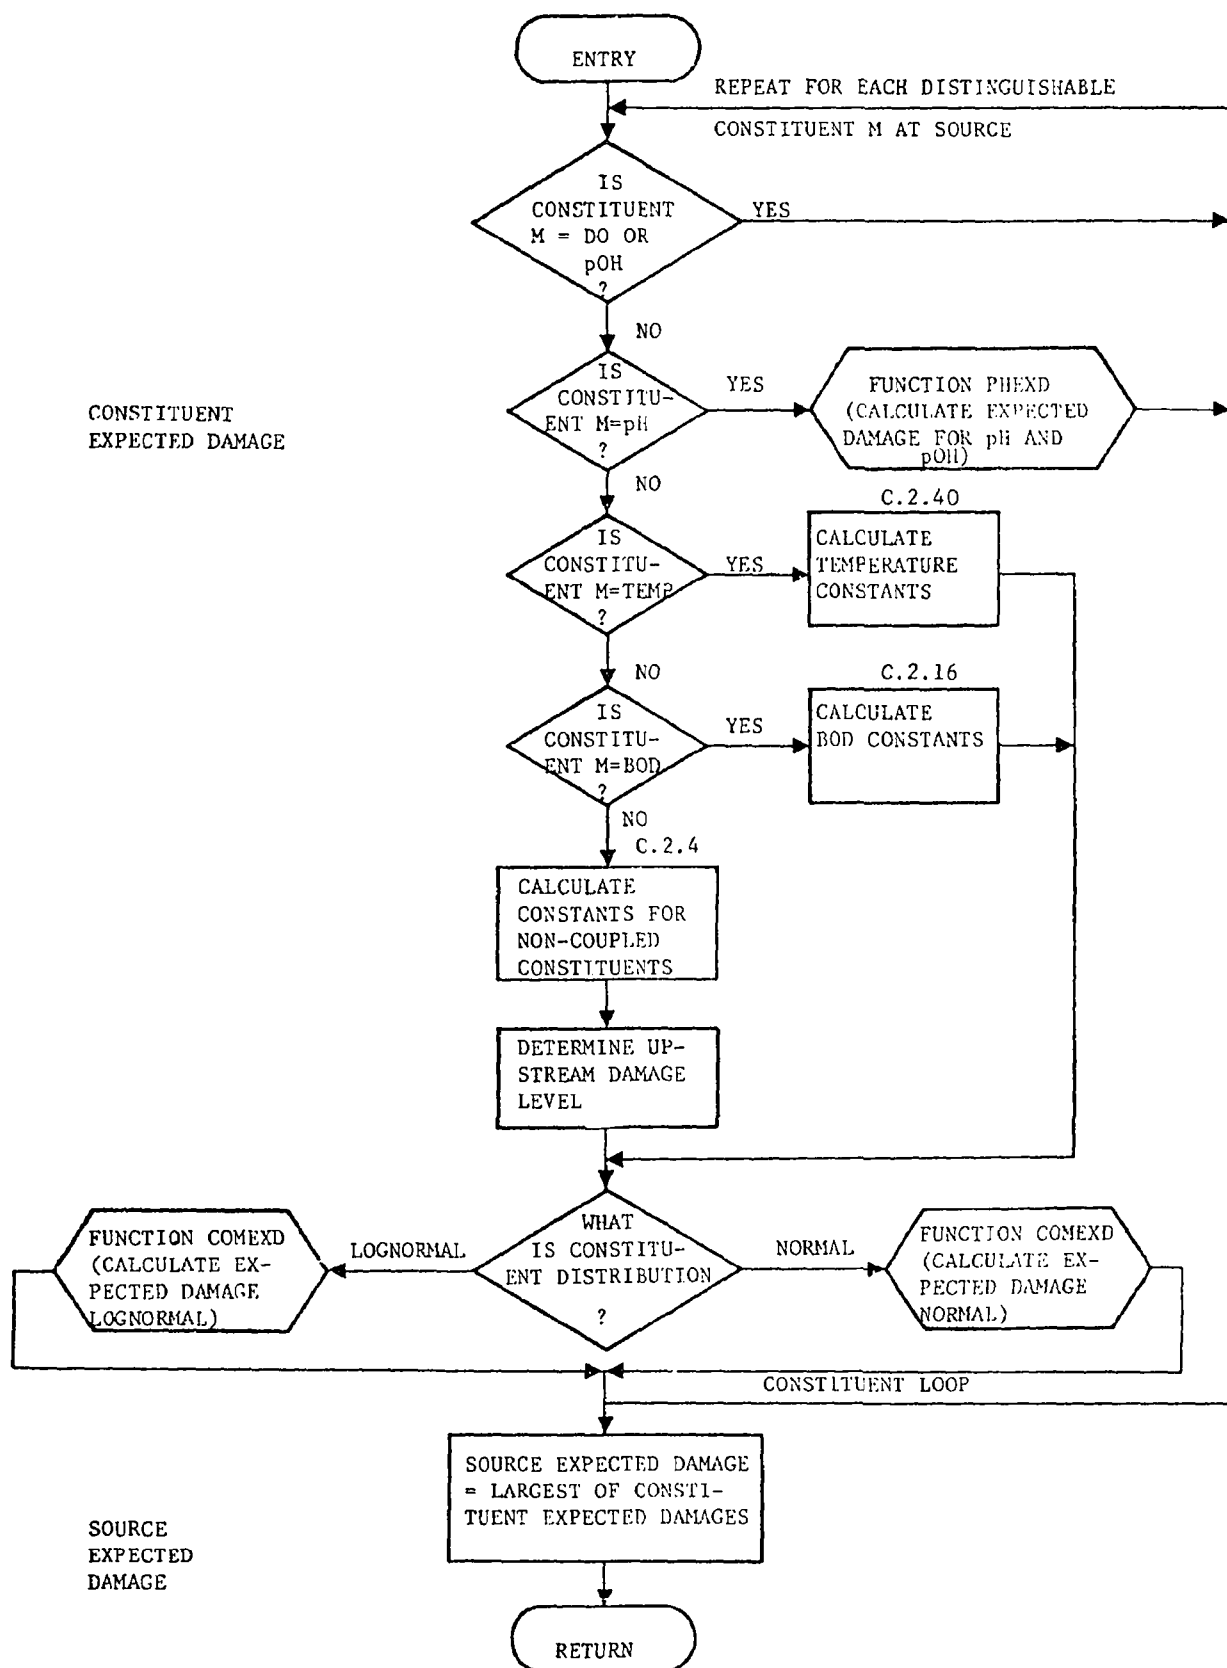 ENTRY
REPEAT FOR EACH DISTINGUISHABLE
CONSTITUENT M AT SOURCE
IS
CONSTITUENT
M = DO OR
pOH
?
YES
NO
IS
CONSTITU-
ENT M=pH
?
YES
FUNCTION PHEXD
(CALCULATE EXPECTED
DAMAGE FOR pH AND
pOH)
CONSTITUENT
EXPECTED DAMAGE
NO
IS
CONSTITU-
ENT M=TEMP
?
YES
C.2.40
CALCULATE
TEMPERATURE
CONSTANTS
NO
IS
CONSTITU-
ENT M=BOD
?
YES
C.2.16
CALCULATE
BOD CONSTANTS
NO
C.2.4
CALCULATE
CONSTANTS FOR
NON-COUPLED
CONSTITUENTS
DETERMINE UP-
STREAM DAMAGE
LEVEL
WHAT
IS CONSTITU-
ENT DISTRIBUTION
?
LOGNORMAL
FUNCTION COMEXD
(CALCULATE EX-
PECTED DAMAGE
LOGNORMAL)
NORMAL
FUNCTION COMEXD
(CALCULATE EX-
PECTED DAMAGE
NORMAL)
CONSTITUENT LOOP
SOURCE EXPECTED DAMAGE
= LARGEST OF CONSTI-
TUENT EXPECTED DAMAGES
SOURCE
EXPECTED
DAMAGE
RETURN